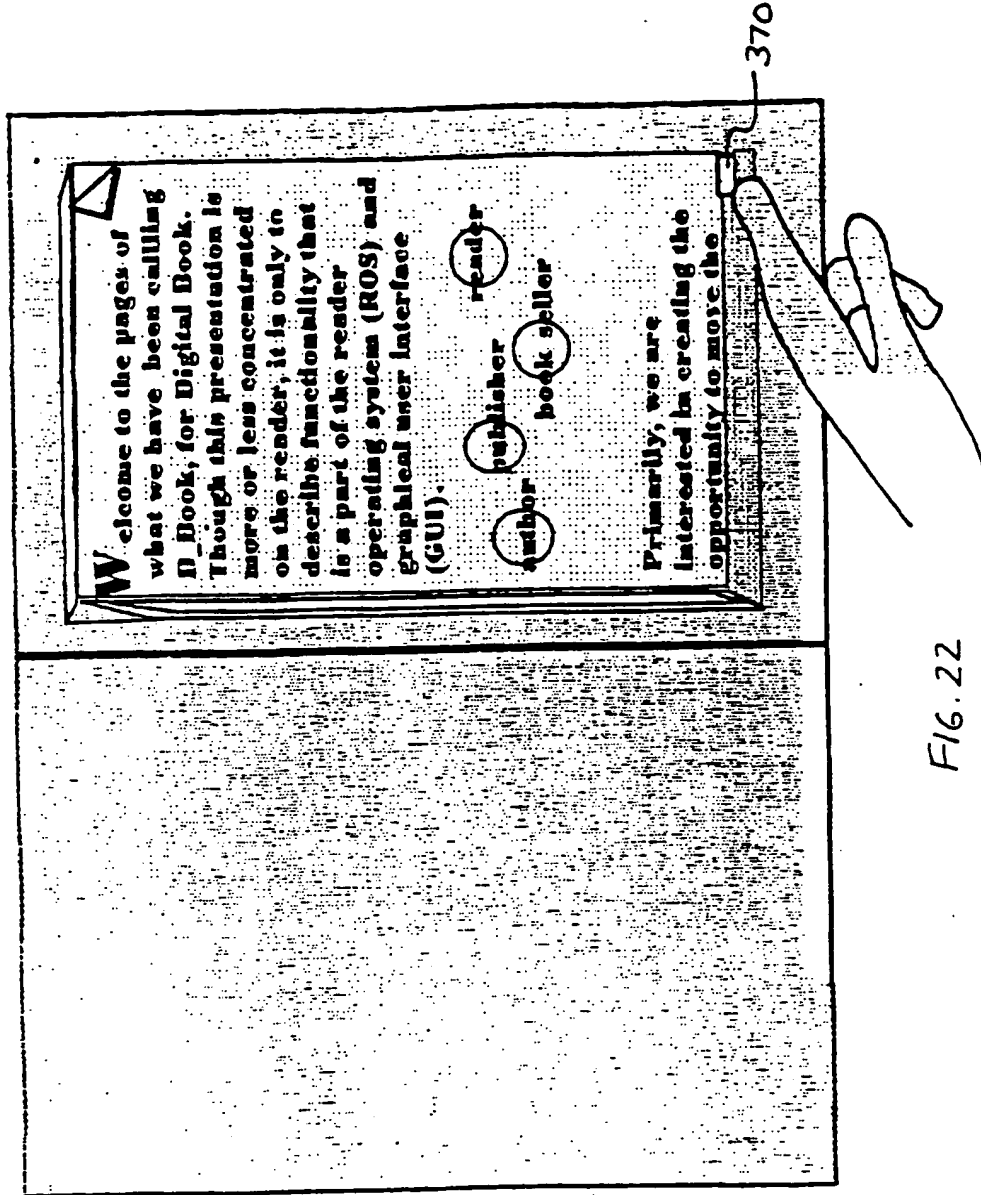 Welcome to the pages of
what we have been callling
D_Book, for Digital Book.
Though this presentation is
more or less concentrated
on the reader, it is only to
describe functionality that
is a part of the reader
operating system (ROS) and
graphical user interface
(GUI).
author publisher book seller reader
Primarily, we are
interested in creating the
opportunity to move the
370
FIG. 22